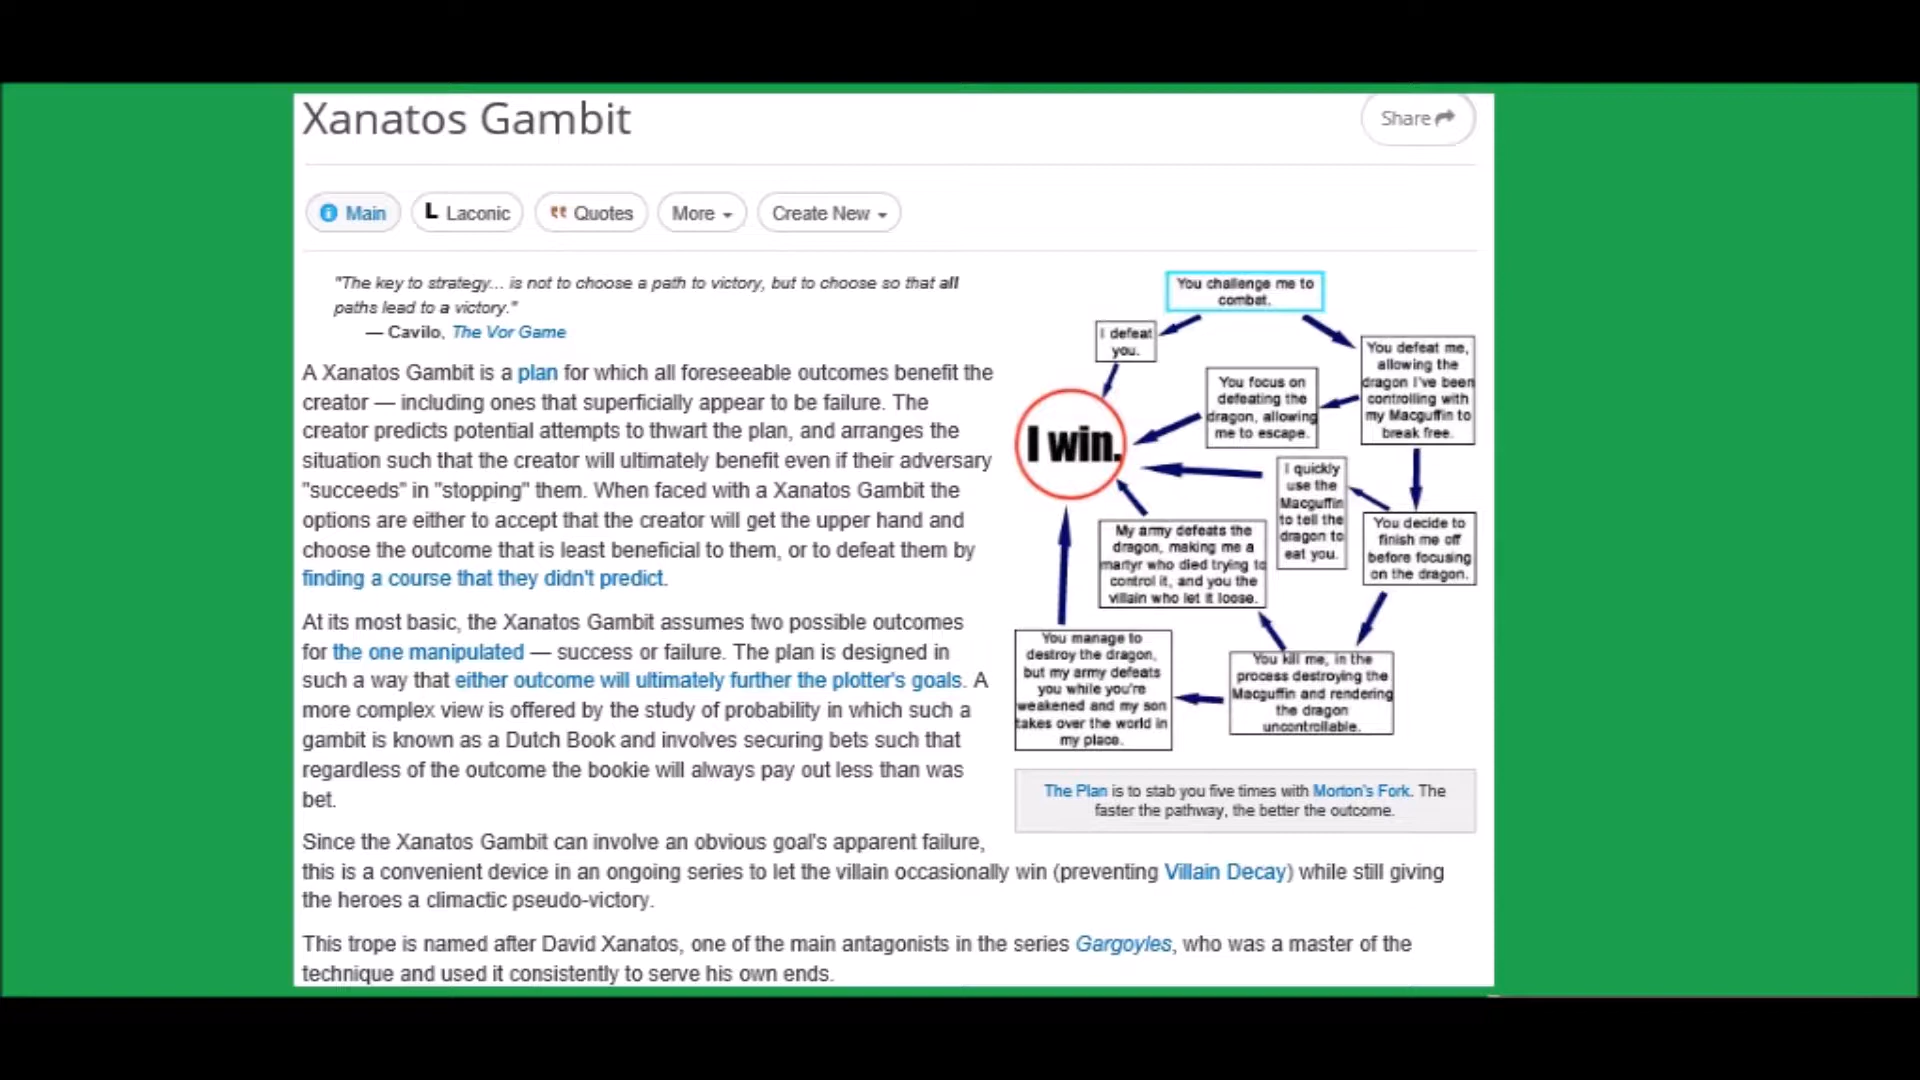 Xanatos Gambit
Share
Main
Laconic
Quotes
More
Create New
"The key to strategy... is not to choose a path to victory, but to choose so that all
paths lead to a victory."
— Cavilo, The Vor Game
A Xanatos Gambit is a plan for which all foreseeable outcomes benefit the
creator — including ones that superficially appear to be failure. The
creator predicts potential attempts to thwart the plan, and arranges the
situation such that the creator will ultimately benefit even if their adversary
"succeeds" in "stopping" them. When faced with a Xanatos Gambit the
options are either to accept that the creator will get the upper hand and
choose the outcome that is least beneficial to them, or to defeat them by
finding a course that they didn't predict.
At its most basic, the Xanatos Gambit assumes two possible outcomes
for the one manipulated — success or failure. The plan is designed in
such a way that either outcome will ultimately further the plotter's goals. A
more complex view is offered by the study of probability in which such a
gambit is known as a Dutch Book and involves securing bets such that
regardless of the outcome the bookie will always pay out less than was
bet.
Since the Xanatos Gambit can involve an obvious goal's apparent failure,
this is a convenient device in an ongoing series to let the villain occasionally win (preventing Villain Decay) while still giving
the heroes a climactic pseudo-victory.
This trope is named after David Xanatos, one of the main antagonists in the series Gargoyles, who was a master of the
technique and used it consistently to serve his own ends.
You challenge me to
combat.
I defeat
you.
You defeat me,
allowing the
dragon I've been
controlling with
my Macguffin to
break free.
You focus on
defeating the
dragon, allowing
me to escape.
I win.
I quickly
use the
Macguffin
to tell the
dragon to
eat you.
You decide to
finish me off
before focusing
on the dragon.
My army defeats the
dragon, making me a
martyr who died trying to
control it, and you the
villain who let it loose.
You manage to
destroy the dragon,
but my army defeats
you while you're
weakened and my son
takes over the world in
my place.
You kill me, in the
process destroying the
Macguffin and rendering
the dragon
uncontrollable.
The Plan is to stab you five times with Morton's Fork. The
faster the pathway, the better the outcome.